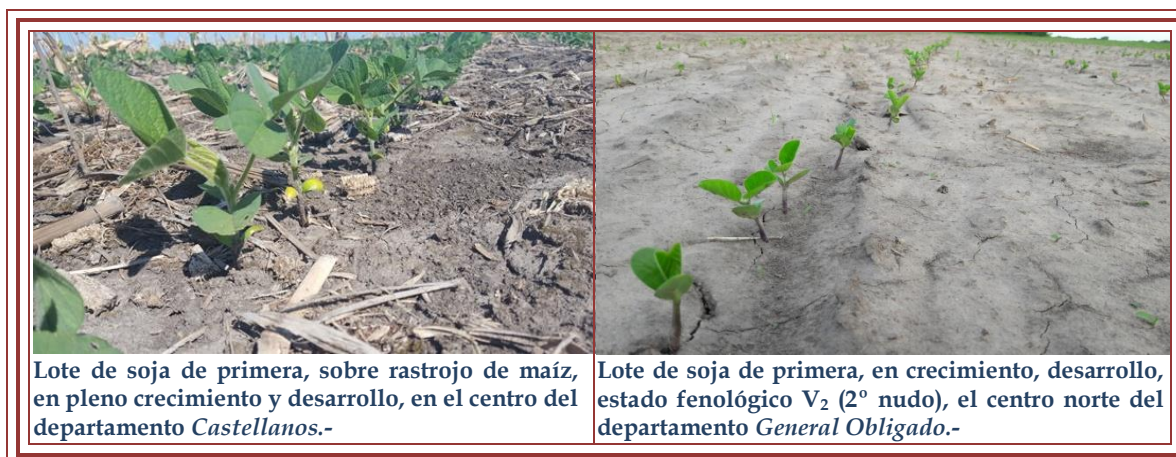 Lote de soja de primera, sobre rastrojo de maíz,
en pleno crecimiento y desarrollo, en el centro del
departamento Castellanos.-
Lote de soja de primera, en crecimiento, desarrollo,
estado fenológico V₂ (2º nudo), el centro norte del
departamento General Obligado.-